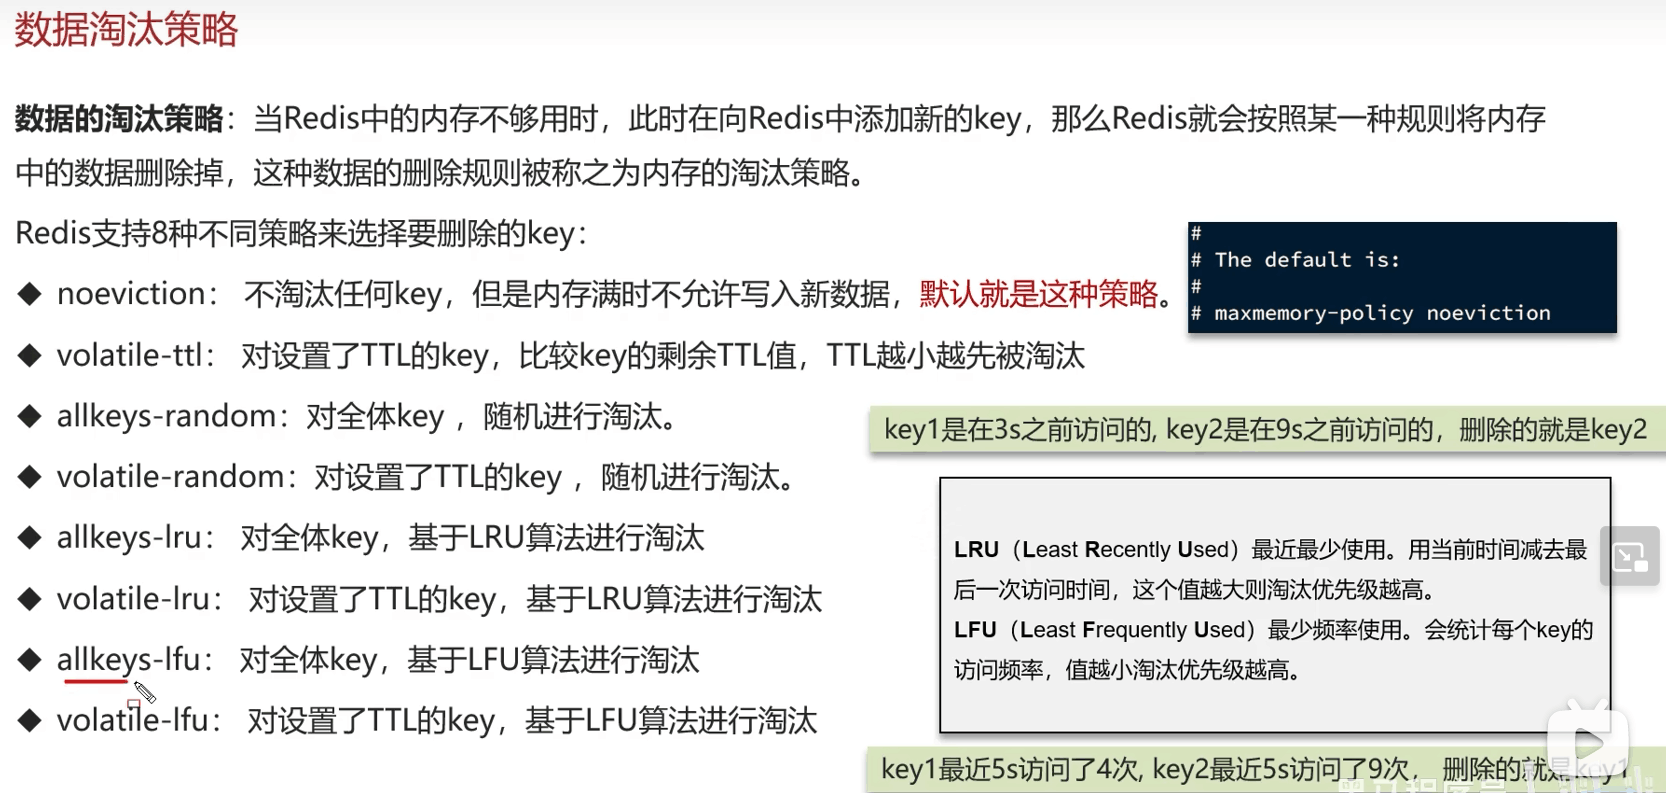 数据淘汰策略
数据的淘汰策略：当Redis中的内存不够用时，此时在向Redis中添加新的key，那么Redis就会按照某一种规则将内存
中的数据删除掉，这种数据的删除规则被称之为内存的淘汰策略。
Redis支持8种不同策略来选择要删除的key：
◆ noeviction： 不淘汰任何key，但是内存满时不允许写入新数据，默认就是这种策略。
#
# The default is:
#
# maxmemory-policy noeviction
◆ volatile-ttl： 对设置了TTL的key，比较key的剩余TTL值，TTL越小越先被淘汰
◆ allkeys-random：对全体key ，随机进行淘汰。
◆ volatile-random：对设置了TTL的key ，随机进行淘汰。
◆ allkeys-lru： 对全体key，基于LRU算法进行淘汰
◆ volatile-lru： 对设置了TTL的key，基于LRU算法进行淘汰
◆ allkeys-lfu： 对全体key，基于LFU算法进行淘汰
◆ volatile-lfu： 对设置了TTL的key，基于LFU算法进行淘汰
key1是在3s之前访问的, key2是在9s之前访问的，删除的就是key2
LRU（Least Recently Used）最近最少使用。用当前时间减去最
后一次访问时间，这个值越大则淘汰优先级越高。
LFU（Least Frequently Used）最少频率使用。会统计每个key的
访问频率，值越小淘汰优先级越高。
key1最近5s访问了4次, key2最近5s访问了9次， 删除的就是key1